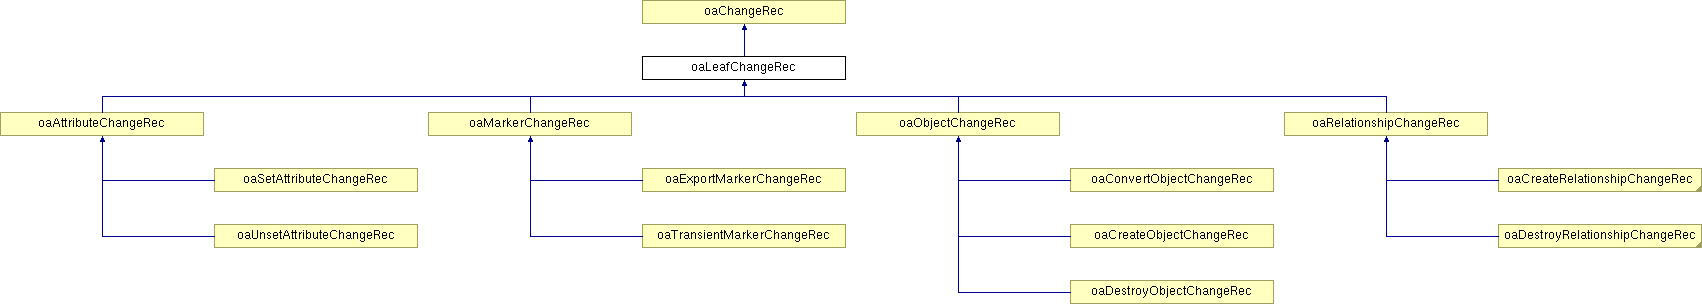 oaChangeRec
oaLeafChangeRec
oaAttributeChangeRec
oaMarkerChangeRec
oaObjectChangeRec
oaRelationshipChangeRec
oaSetAttributeChangeRec
oaExportMarkerChangeRec
oaConvertObjectChangeRec
oaCreateRelationshipChangeRec
oaUnsetAttributeChangeRec
oaTransientMarkerChangeRec
oaCreateObjectChangeRec
oaDestroyRelationshipChangeRec
oaDestroyObjectChangeRec